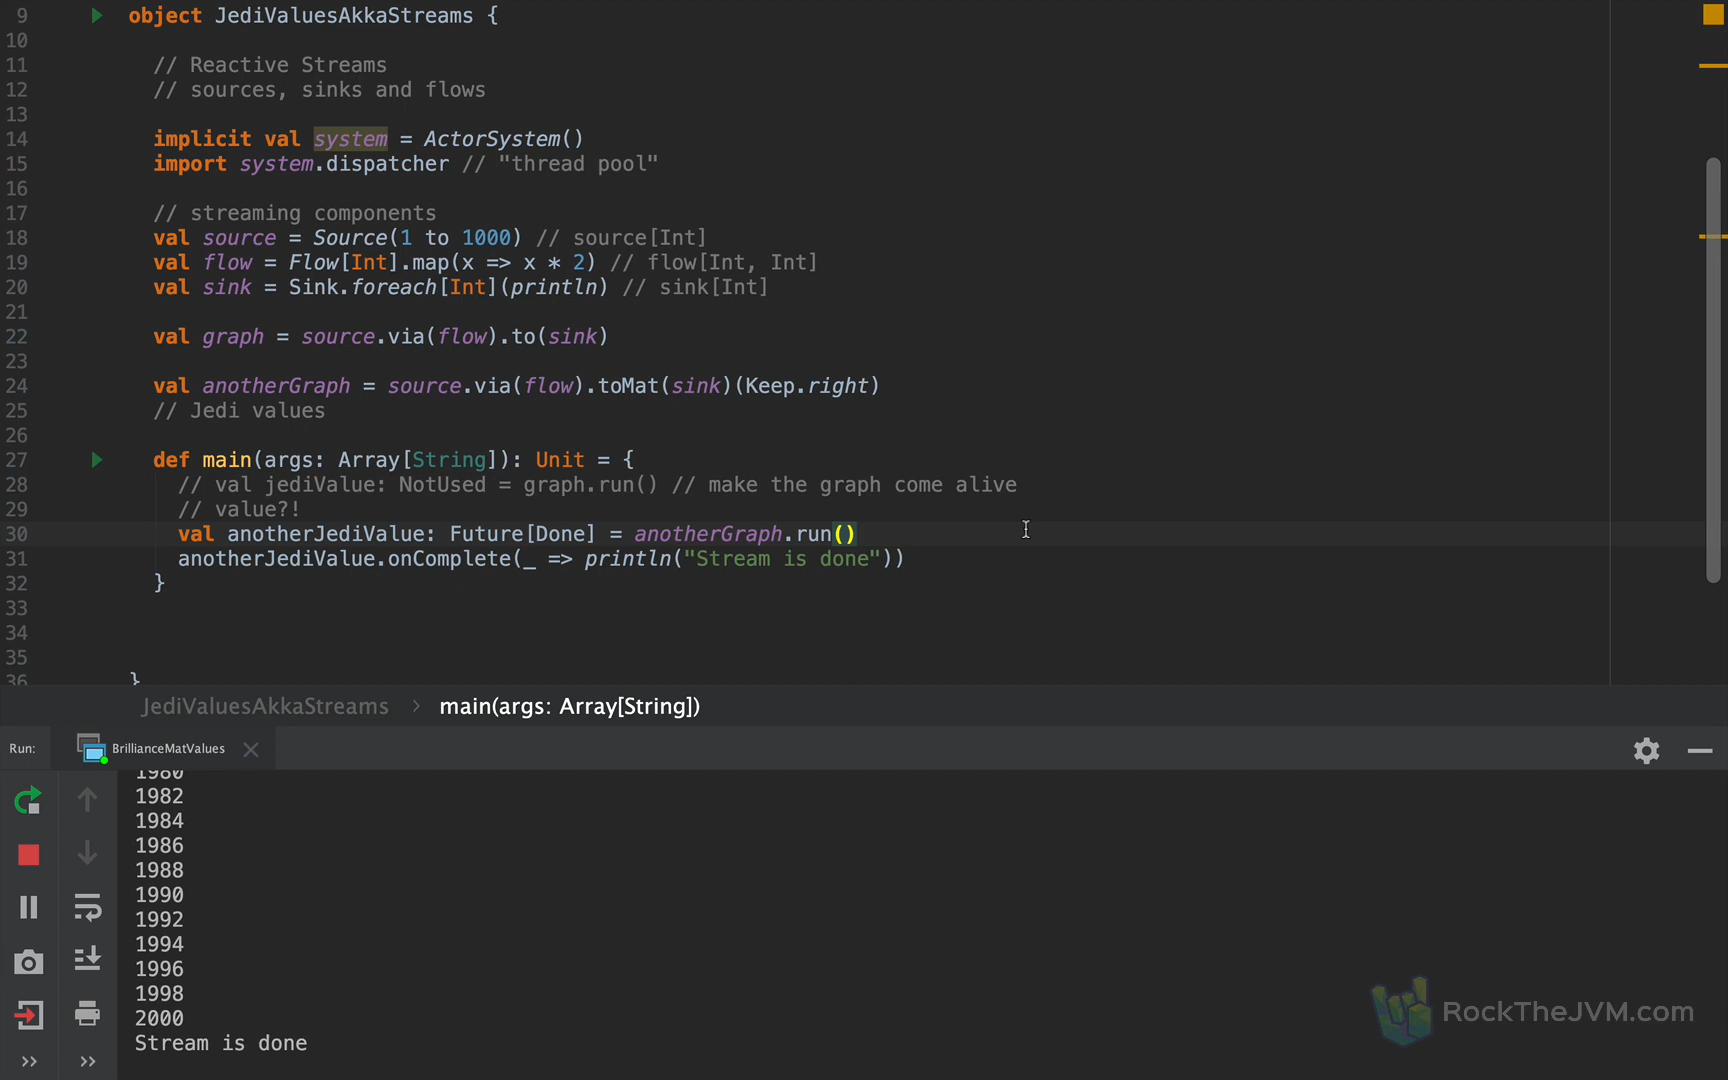 9 object JediValuesAkkaStreams {
10
11 // Reactive Streams
12 // sources, sinks and flows
13
14 implicit val system = ActorSystem()
15 import system.dispatcher // "thread pool"
16
17 // streaming components
18 val source = Source(1 to 1000) // source[Int]
19 val flow = Flow[Int].map(x => x * 2) // flow[Int, Int]
20 val sink = Sink.foreach[Int](println) // sink[Int]
21
22 val graph = source.via(flow).to(sink)
23
24 val anotherGraph = source.via(flow).toMat(sink)(Keep.right)
25 // Jedi values
26
27 def main(args: Array[String]): Unit = {
28 // val jediValue: NotUsed = graph.run() // make the graph come alive
29 // value?!
30 val anotherJediValue: Future[Done] = anotherGraph.run()
31 anotherJediValue.onComplete(_ => println("Stream is done"))
32 }
33
34
35
36 }
JediValuesAkkaStreams > main(args: Array[String])
Run: BrillianceMatValues
1980
1982
1984
1986
1988
1990
1992
1994
1996
1998
2000
Stream is done
RockTheJVM.com